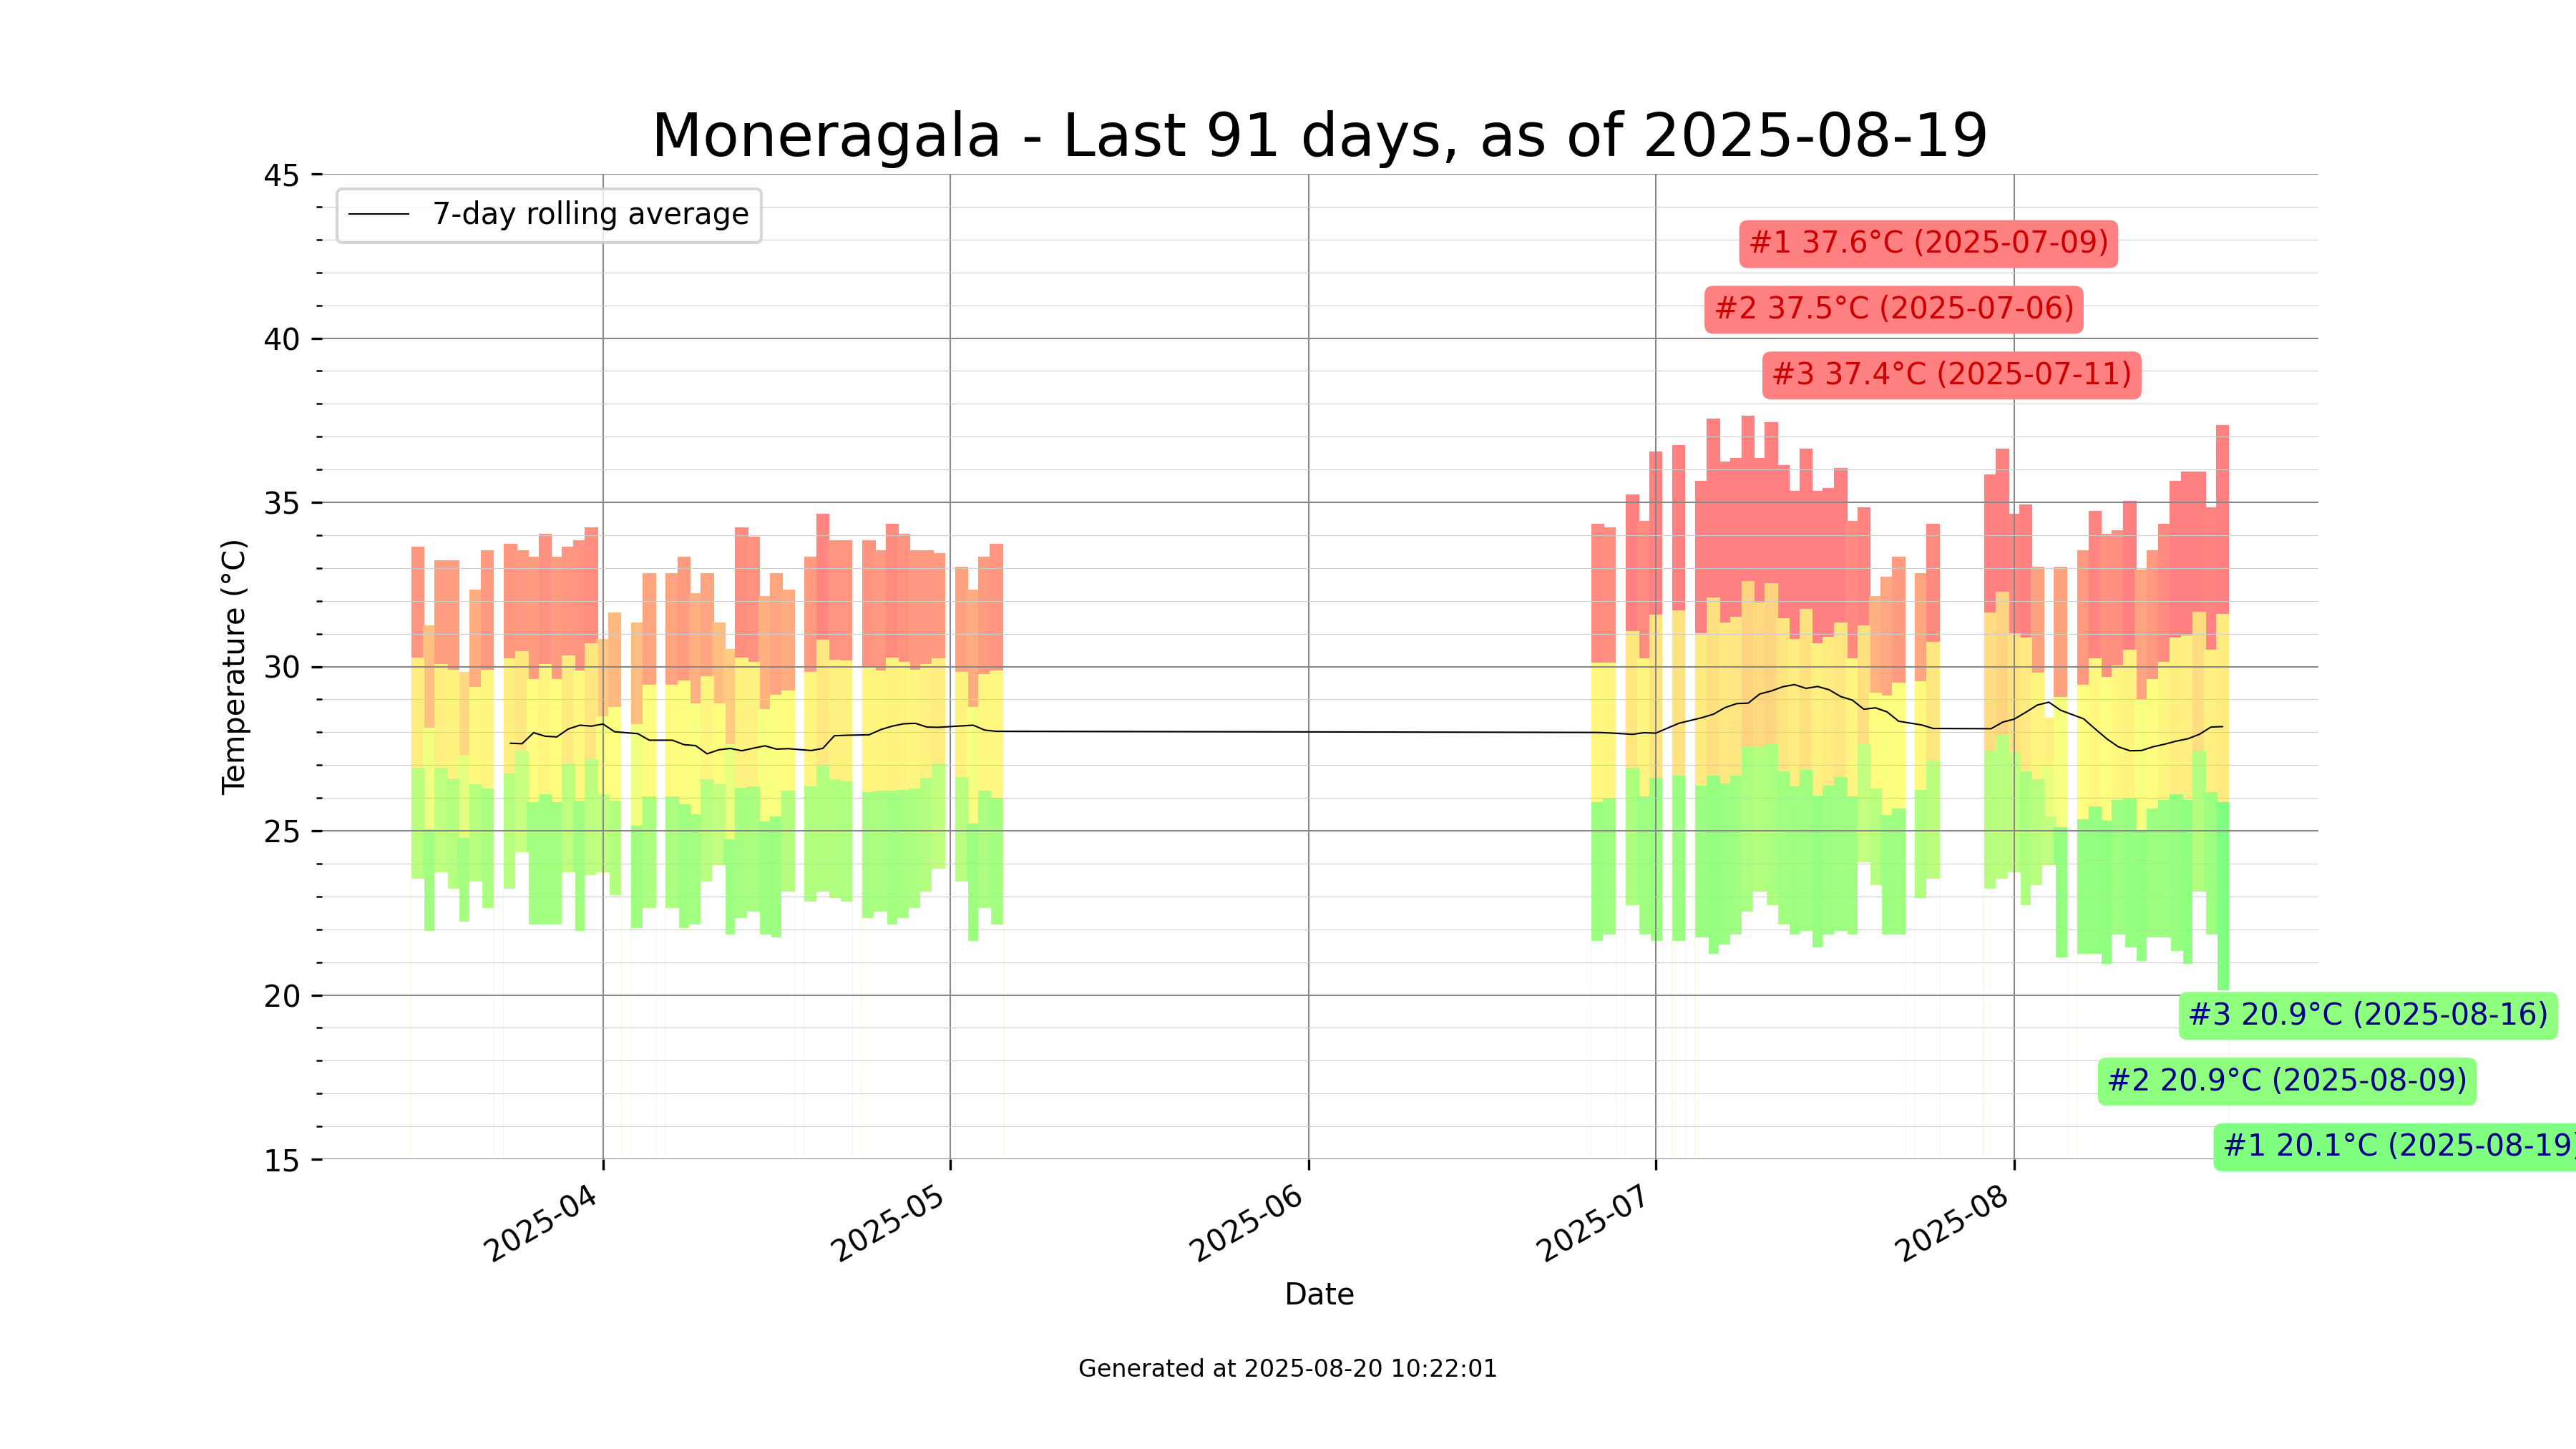 Moneragala - Last 91 days, as of 2025-08-19
45
7-day rolling average
#1 37.6°C (2025-07-09)
#2 37.5°C (2025-07-06)
40
#3 37.4°C (2025-07-11)
35
30
Temperature (°C)
25
20
#3 20.9°C (2025-08-16)
#2 20.9°C (2025-08-09)
#1 20.1°C (2025-08-19)
15
2025-04
2025-05
2025-06
2025-07
2025-08
Date
Generated at 2025-08-20 10:22:01